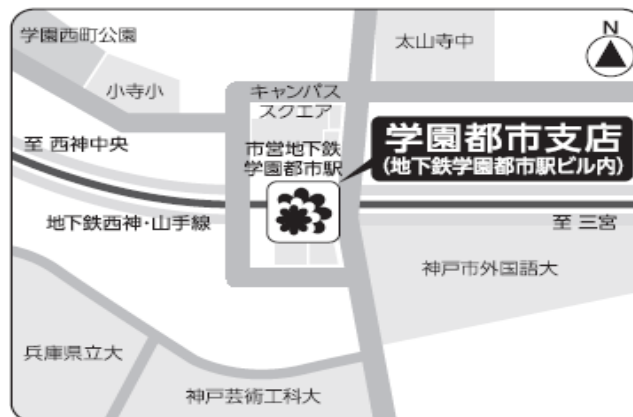 学園西町公園
太山寺中
N
小寺小
キャンパス
スクエア
至 西神中央
市営地下鉄
学園都市駅
学園都市支店
(地下鉄学園都市駅ビル内)
地下鉄西神・山手線
至 三宮
神戸市外国語大
兵庫県立大
神戸芸術工科大